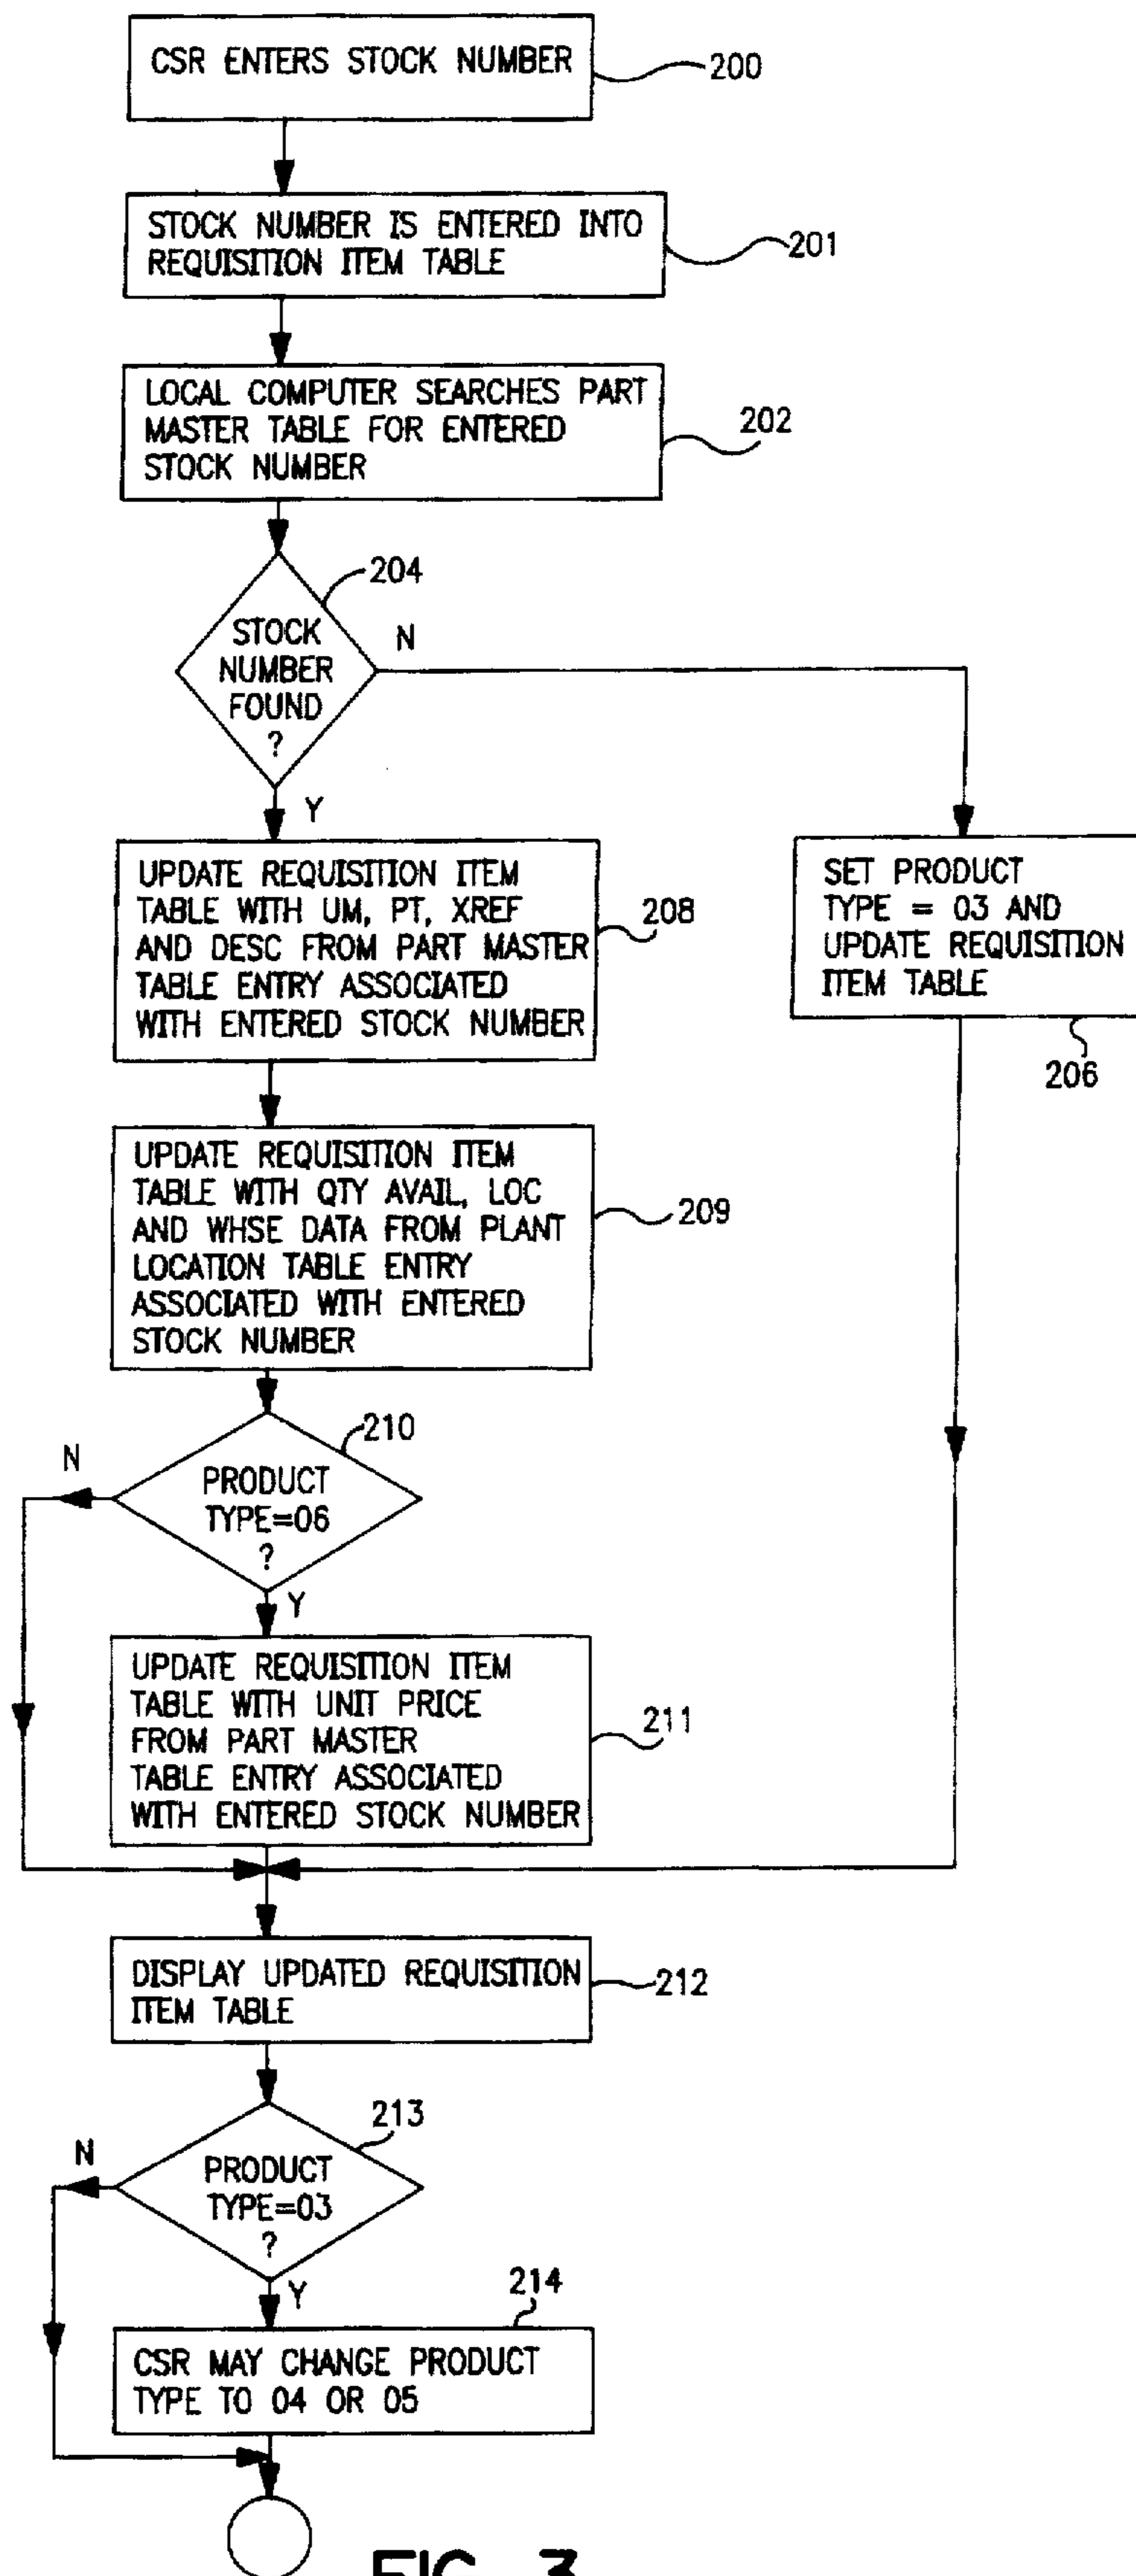 CSR ENTERS STOCK NUMBER
200
STOCK NUMBER IS ENTERED INTO
REQUISITION ITEM TABLE
201
LOCAL COMPUTER SEARCHES PART
MASTER TABLE FOR ENTERED
STOCK NUMBER
202
204
STOCK
NUMBER
FOUND
?
N
Y
UPDATE REQUISITION ITEM
TABLE WITH UM, PT, XREF
AND DESC FROM PART MASTER
TABLE ENTRY ASSOCIATED
WITH ENTERED STOCK NUMBER
208
SET PRODUCT
TYPE = 03 AND
UPDATE REQUISITION
ITEM TABLE
206
UPDATE REQUISITION ITEM
TABLE WITH QTY AVAIL, LOC
AND WHSE DATA FROM PLANT
LOCATION TABLE ENTRY
ASSOCIATED WITH ENTERED
STOCK NUMBER
209
210
N
PRODUCT
TYPE=06
?
Y
UPDATE REQUISITION ITEM
TABLE WITH UNIT PRICE
FROM PART MASTER
TABLE ENTRY ASSOCIATED
WITH ENTERED STOCK NUMBER
211
DISPLAY UPDATED REQUISITION
ITEM TABLE
212
213
N
PRODUCT
TYPE=03
?
Y
214
CSR MAY CHANGE PRODUCT
TYPE TO 04 OR 05
FIG. 3